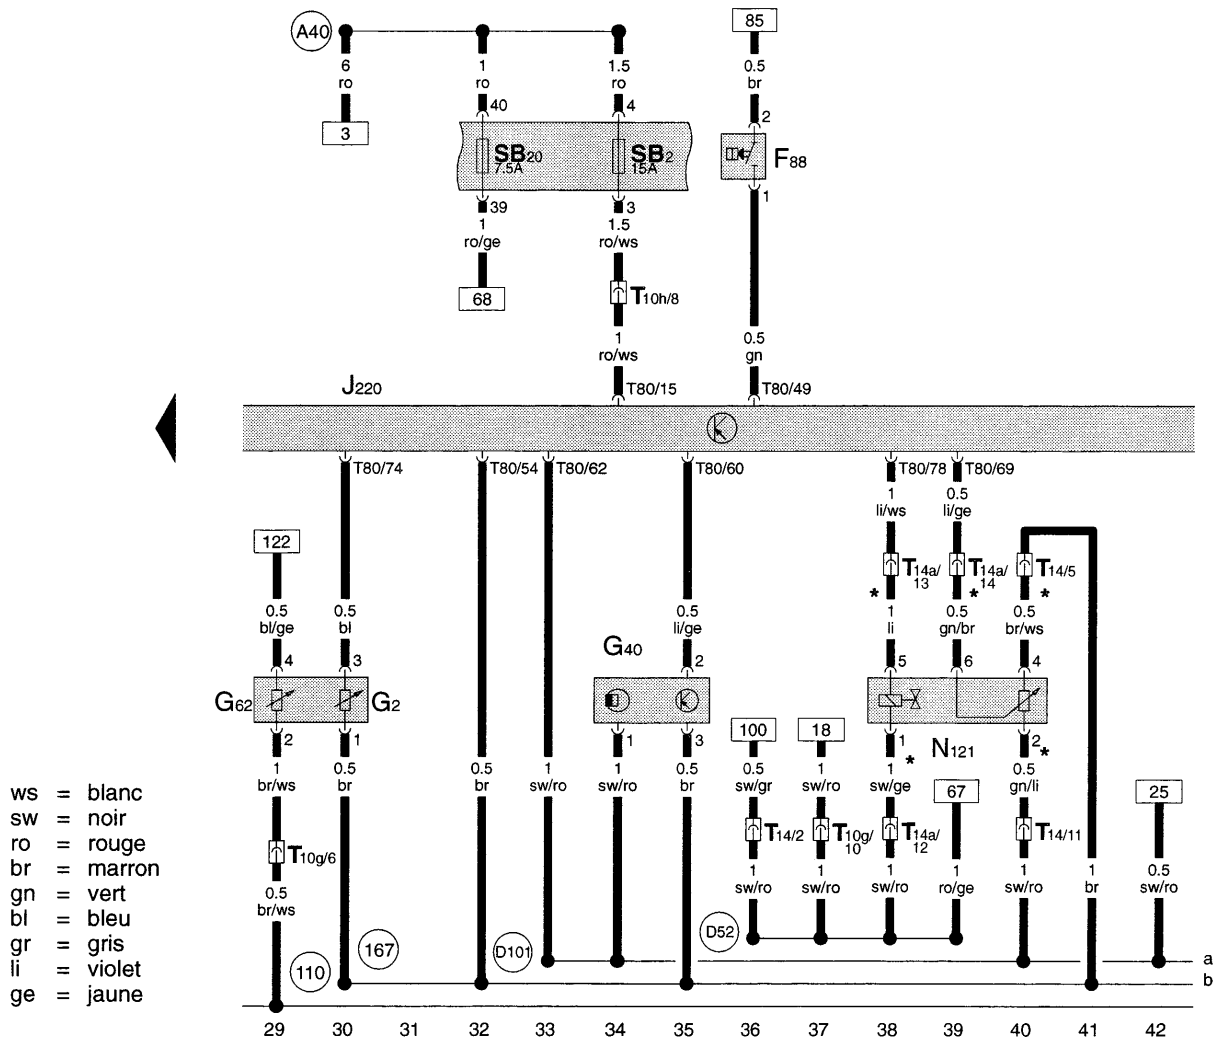 A40
85
6
ro
1
ro
1.5
ro
0.5
br
40
4
2
3
SB20
7.5A
SB2
15A
F88
39
3
1
1
ro/ge
1.5
ro/ws
68
T10h/8
1
ro/ws
0.5
gn
J220
T80/15
T80/49
T80/74
T80/54
T80/62
T80/60
T80/78
T80/69
1
li/ws
0.5
li/ge
122
T14a/13
T14a/14
T14/5
* * *
0.5
bl/ge
0.5
bl
0.5
li/ge
1
li
0.5
gn/br
0.5
br/ws
4
3
G40
2
5
6
4
G62
G2
2
1
1
3
100
18
1
N121
2
* *
1
br/ws
0.5
br
0.5
br
1
sw/ro
1
sw/ro
0.5
br
0.5
sw/gr
1
sw/ro
1
sw/ge
67
0.5
gn/li
25
T10g/6
T14/2
T10g/10
T14a/12
T14/11
0.5
br/ws
1
sw/ro
1
sw/ro
1
sw/ro
1
ro/ge
1
sw/ro
1
br
0.5
sw/ro
ws = blanc
sw = noir
ro = rouge
br = marron
gn = vert
bl = bleu
gr = gris
li = violet
ge = jaune
110
167
D101
D52
a
b
29 30 31 32 33 34 35 36 37 38 39 40 41 42